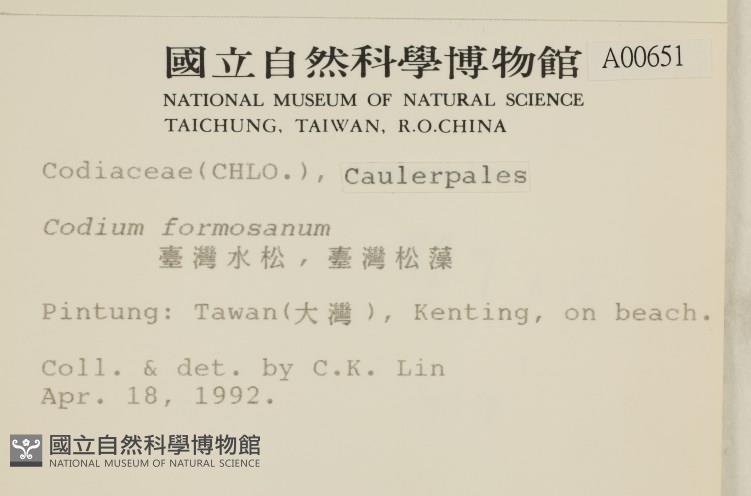 國立自然科學博物館 A00651
NATIONAL MUSEUM OF NATURAL SCIENCE
TAICHUNG, TAIWAN, R.O.CHINA
Codiaceae(CHLO.), Caulerpales
Codium formosanum
臺灣水松,臺灣松藻
Pintung: Tawan(大灣), Kenting, on beach.
Coll. & det. by C.K. Lin
Apr. 18, 1992.
國立自然科學博物館
NATIONAL MUSEUM OF NATURAL SCIENCE